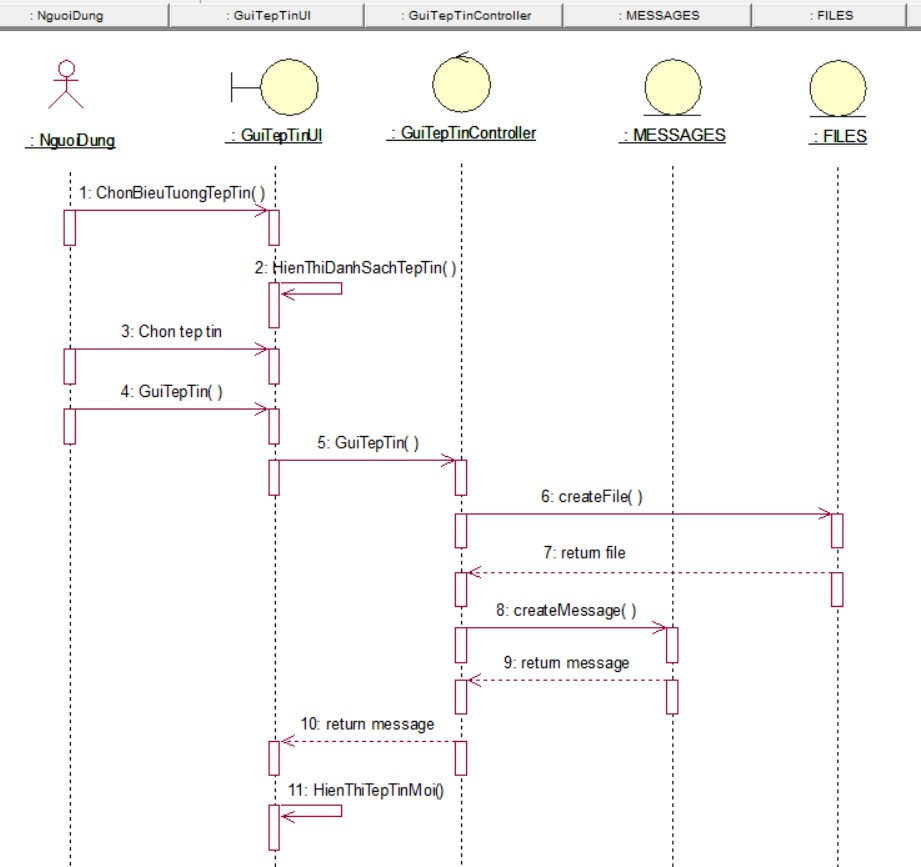 : NguoiDung
: GuiTepTinUI
: GuiTepTinController
: MESSAGES
: FILES
: NguoiDung
: GuiTepTinUI
: GuiTepTinController
: MESSAGES
: FILES
1: ChonBieuTuongTepTin( )
2: HienThiDanhSachTepTin( )
3: Chon tep tin
4: GuiTepTin( )
5: GuiTepTin( )
6: createFile( )
7: return file
8: createMessage( )
9: return message
10: return message
11: HienThiTepTinMoi()